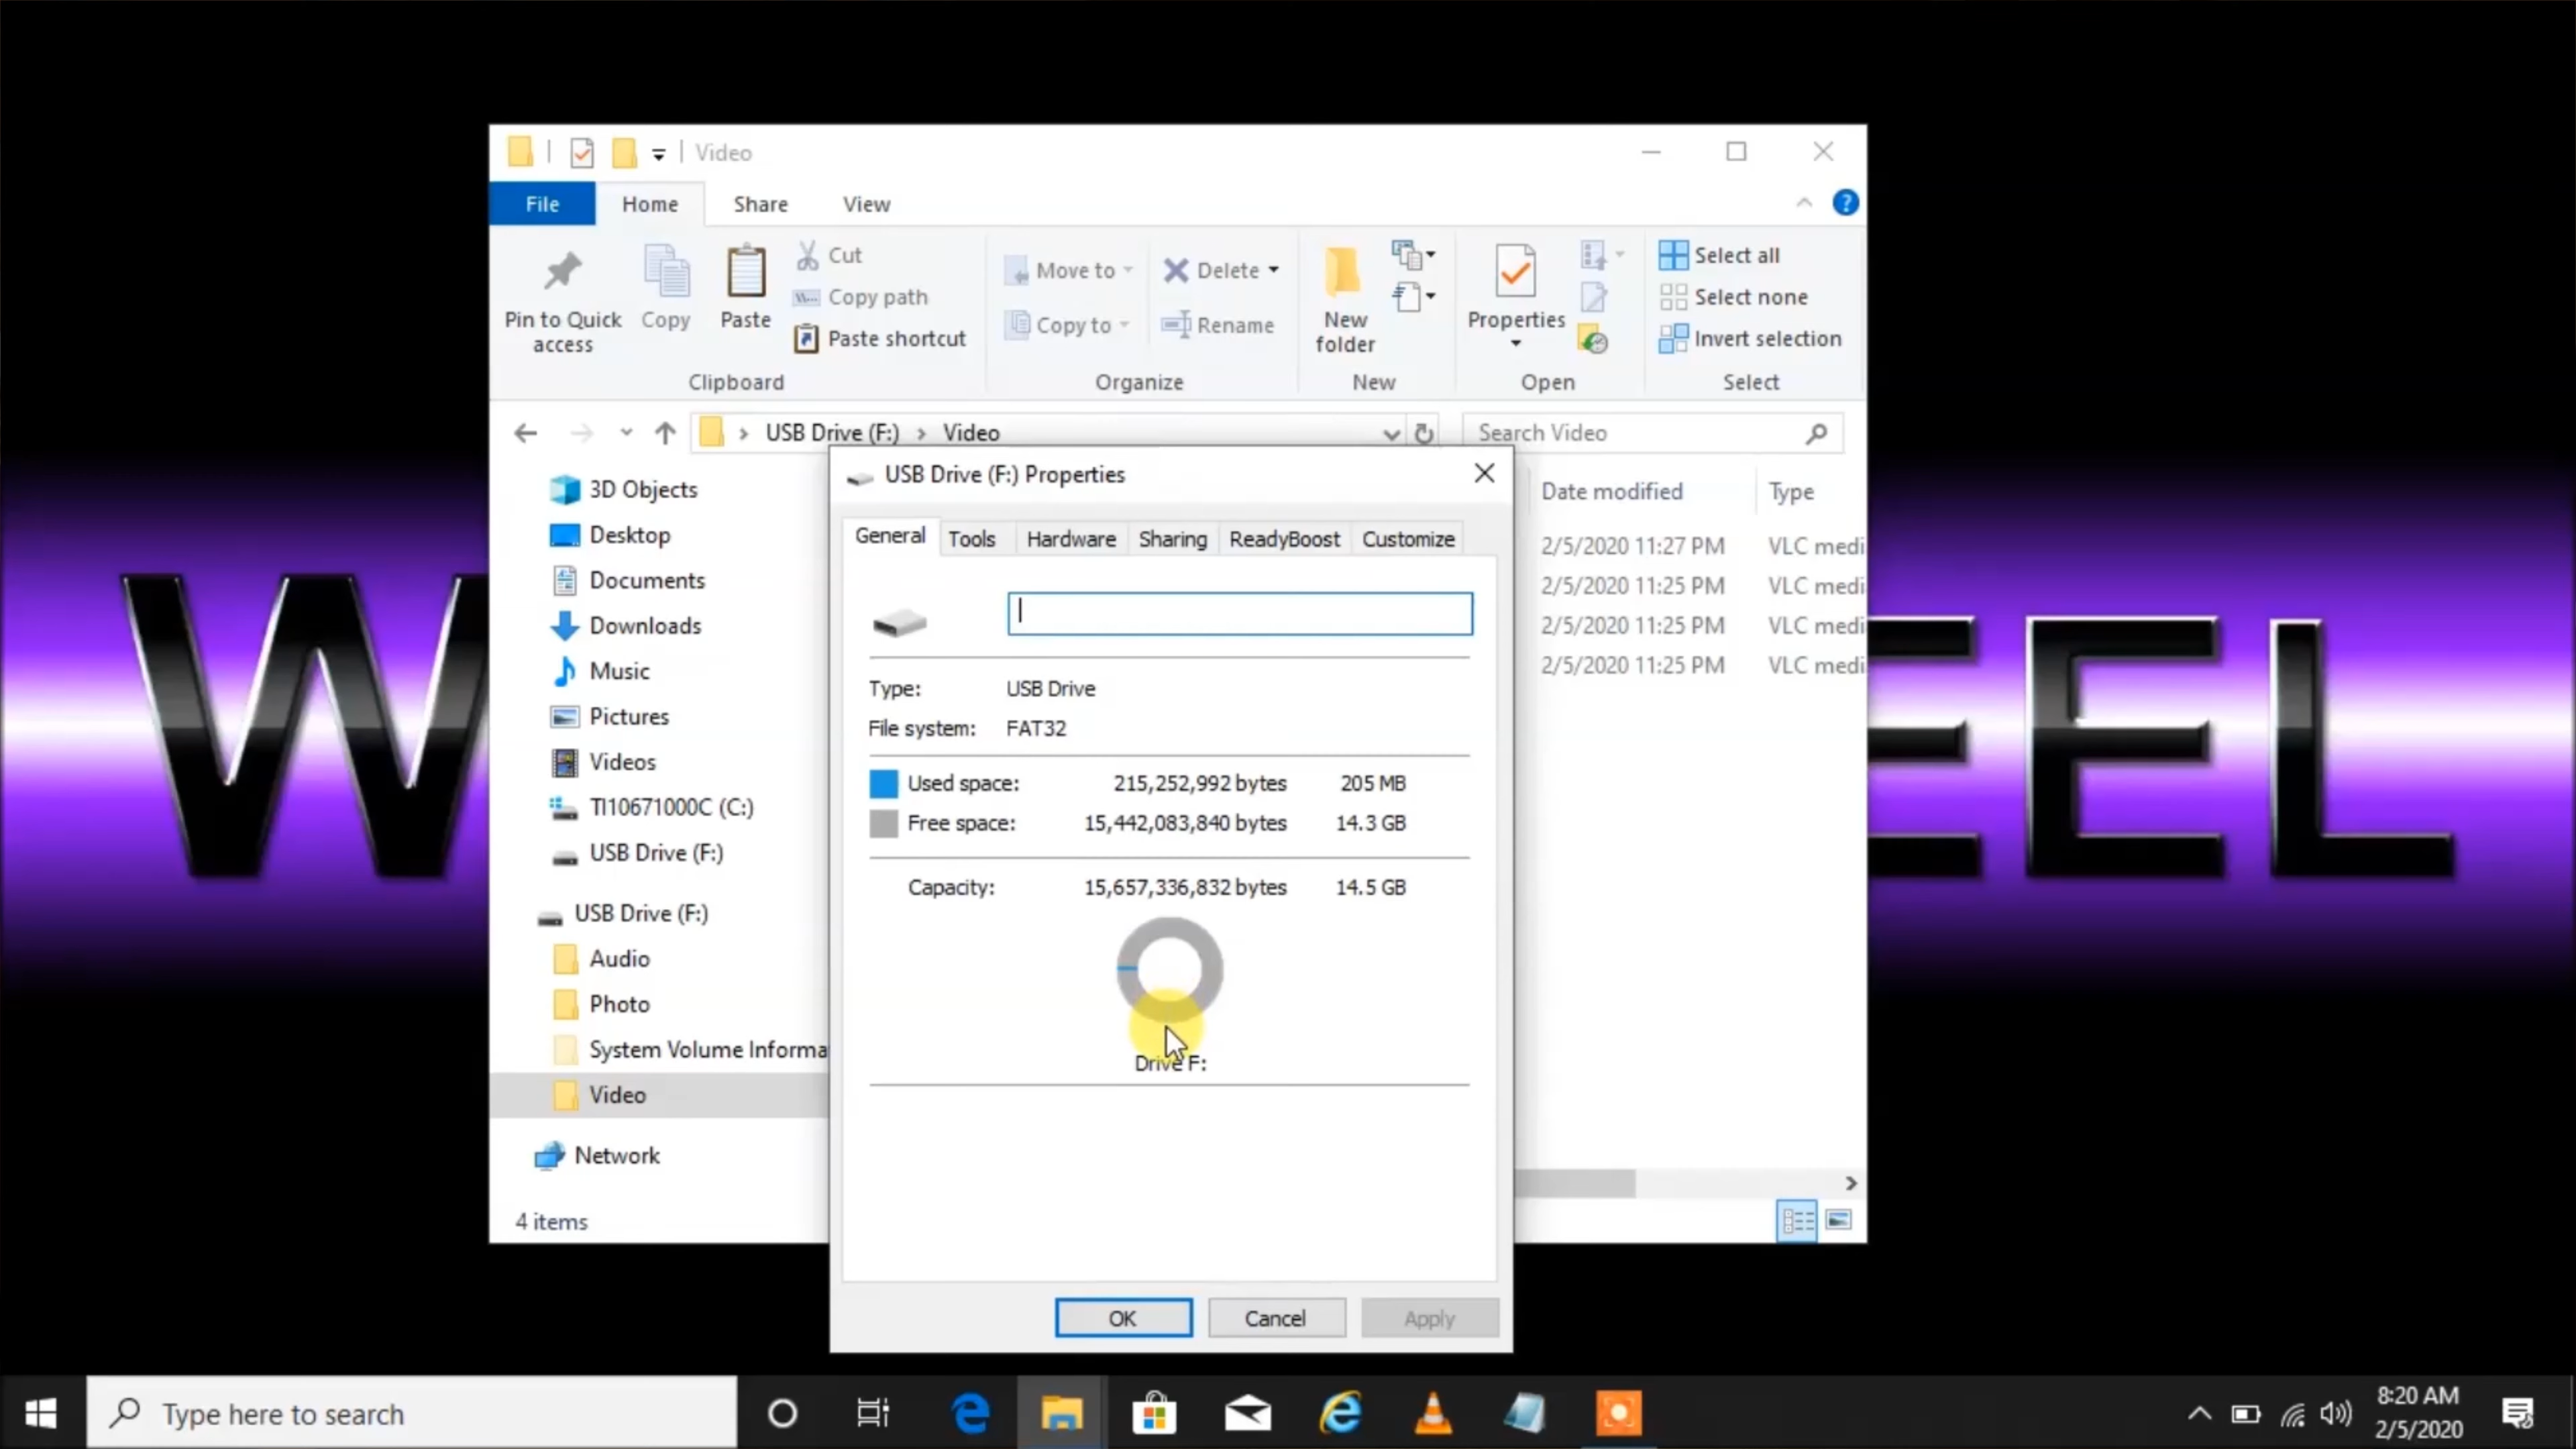 Video
File
Home
Share
View
Pin to Quick access
Copy
Paste
Cut
Copy path
Paste shortcut
Clipboard
Move to
Copy to
Delete
Rename
Organize
New folder
New
Properties
Open
Select all
Select none
Invert selection
Select
USB Drive (F:) › Video
Search Video
3D Objects
Desktop
Documents
Downloads
Music
Pictures
Videos
TI10671000C (C:)
USB Drive (F:)
USB Drive (F:)
Audio
Photo
System Volume Informa
Video
Network
4 items
Date modified
Type
2/5/2020 11:27 PM VLC medi
2/5/2020 11:25 PM VLC medi
2/5/2020 11:25 PM VLC medi
2/5/2020 11:25 PM VLC medi
USB Drive (F:) Properties
General
Tools
Hardware
Sharing
ReadyBoost
Customize
Type: USB Drive
File system: FAT32
Used space: 215,252,992 bytes 205 MB
Free space: 15,442,083,840 bytes 14.3 GB
Capacity: 15,657,336,832 bytes 14.5 GB
Drive F:
OK
Cancel
Apply
W
EEL
Type here to search
8:20 AM
2/5/2020